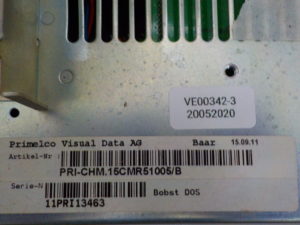 VE00342-3
20052020
Primelco Visual Data AG Baar 15.09.11
Artikel-Nr :
PRI-CHM.15CMR51005/B
Serie-N
Bobst DOS
11PRI13463